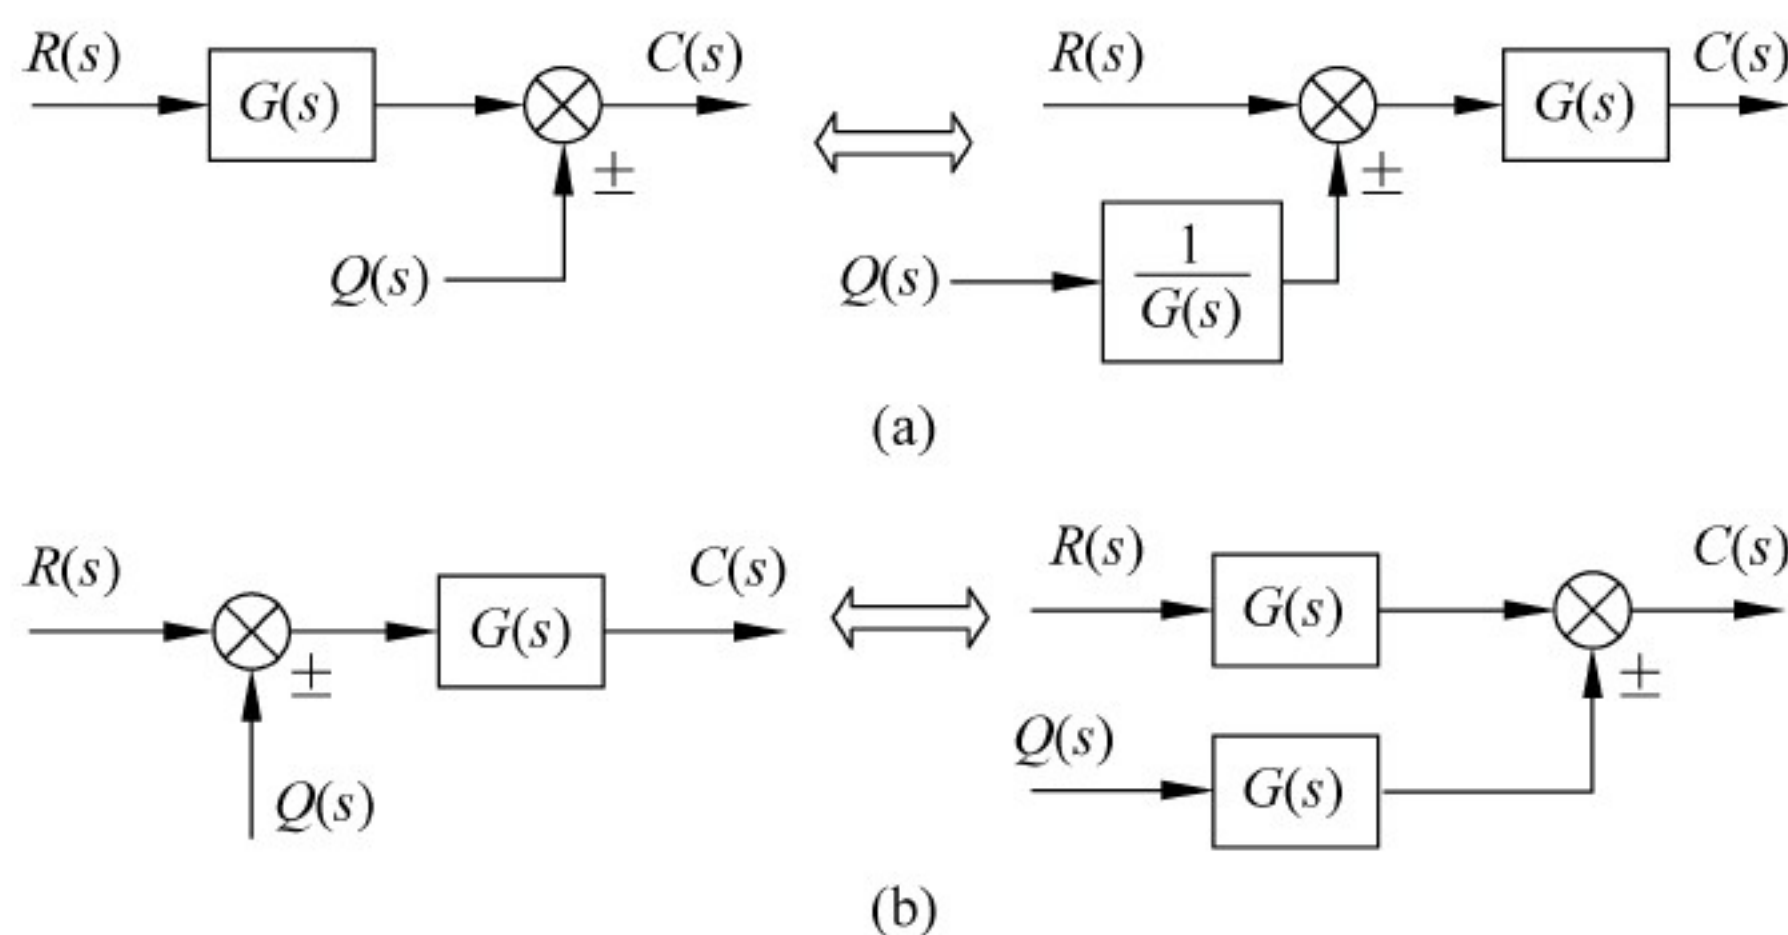 R(s) G(s) C(s) R(s) G(s) C(s)
± ±
Q(s) Q(s) 1/G(s)
(a)
R(s) G(s) C(s) R(s) G(s) C(s)
± ±
Q(s) Q(s) G(s)
(b)